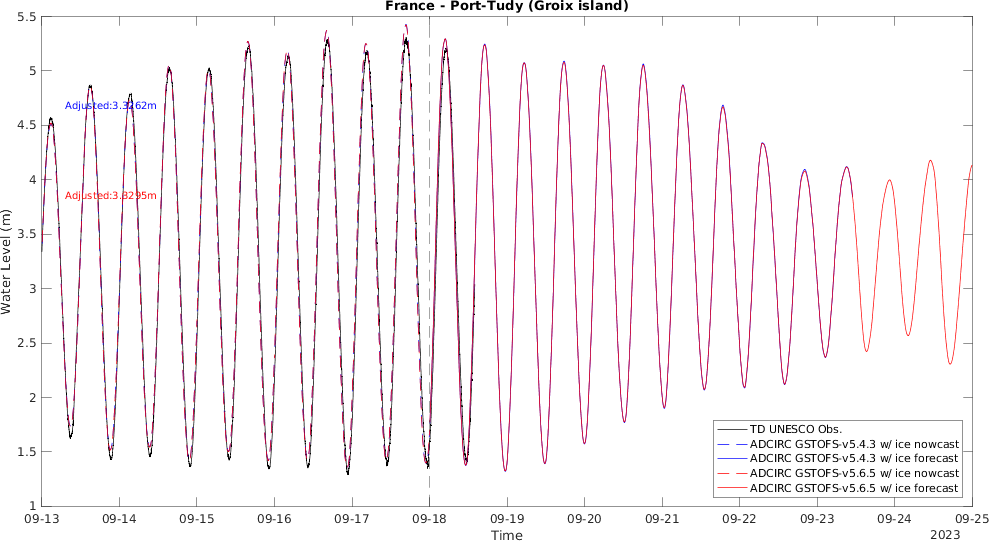 France - Port-Tudy (Groix island)
5.5
5
4.5
4
3.5
3
2.5
2
1.5
1
Water Level (m)
Adjusted:3.3262m
Adjusted:3.3295m
TD UNESCO Obs.
ADCIRC GSTOFS-v5.4.3 w/ ice nowcast
ADCIRC GSTOFS-v5.4.3 w/ ice forecast
ADCIRC GSTOFS-v5.6.5 w/ ice nowcast
ADCIRC GSTOFS-v5.6.5 w/ ice forecast
09-13 09-14 09-15 09-16 09-17 09-18 09-19 09-20 09-21 09-22 09-23 09-24 09-25
Time
2023